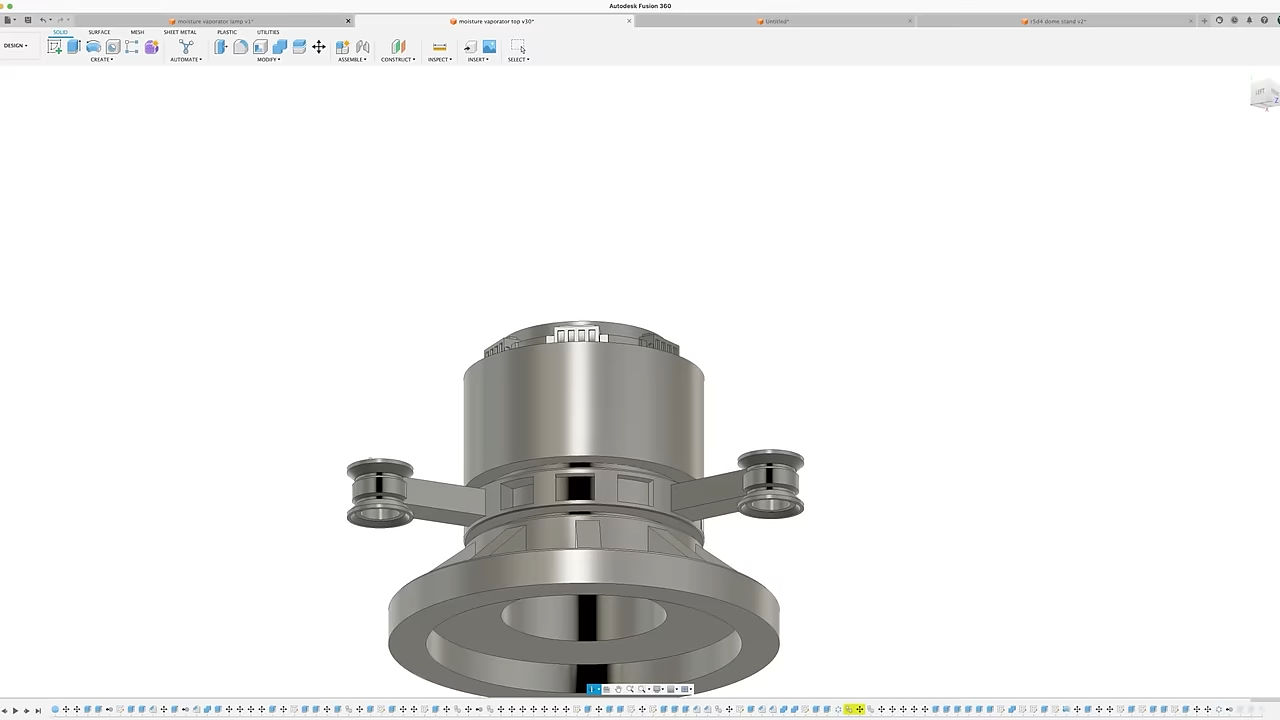 Autodesk Fusion 360
moisture vaporator lamp v1*
moisture vaporator top v30*
Untitled*
r5d4 dome stand v2*
SOLID SURFACE MESH SHEET METAL PLASTIC UTILITIES
DESIGN
CREATE AUTOMATE MODIFY ASSEMBLE CONSTRUCT INSPECT INSERT SELECT
LEFT
Z